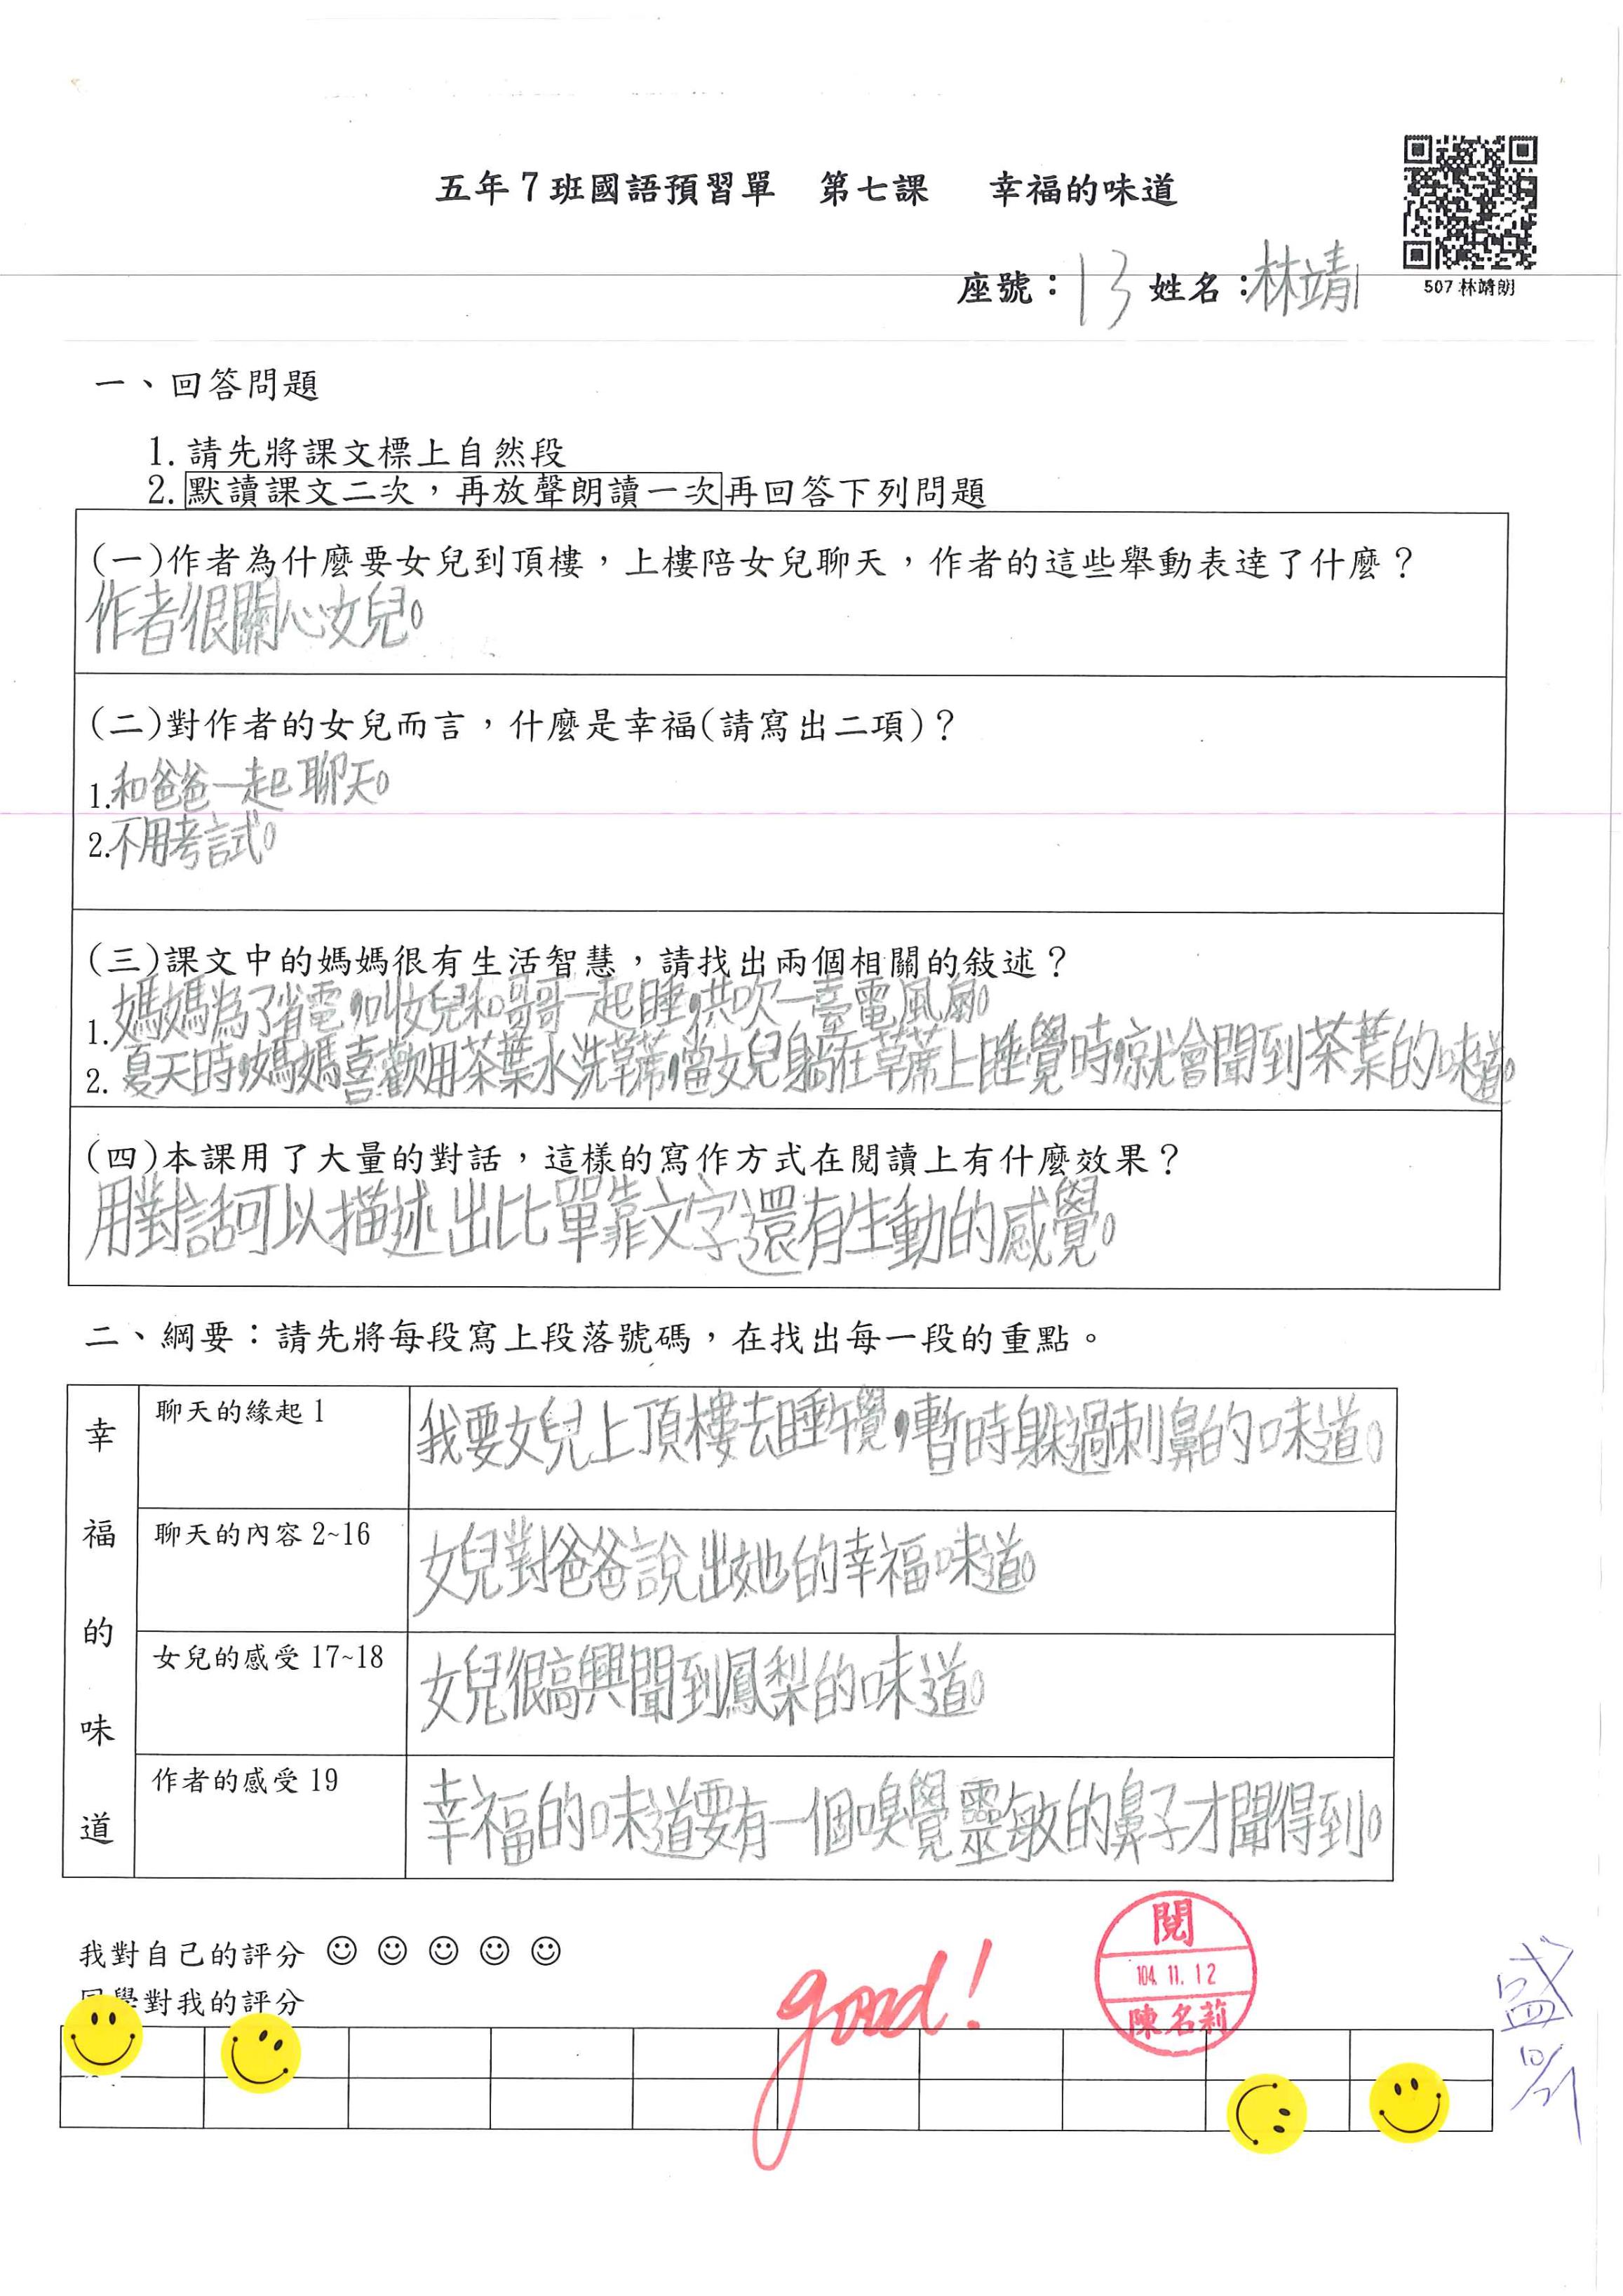 五年7班國語預習單 第七課 幸福的味道
座號：13 姓名：林靖
507林靖朗
一、回答問題
1. 請先將課文標上自然段
2. 默讀課文二次，再放聲朗讀一次再回答下列問題
(一)作者為什麼要女兒到頂樓，上樓陪女兒聊天，作者的這些舉動表達了什麼？
作者很關心女兒。
(二)對作者的女兒而言，什麼是幸福(請寫出二項)？
1.和爸爸一起聊天。
2.不用考試。
(三)課文中的媽媽很有生活智慧，請找出兩個相關的敍述？
1.媽媽為了省電，叫女兒和哥哥一起睡，共吹一臺電風扇。
2. 夏天時，媽媽喜歡用茶葉水洗草蓆，當女兒躺在草蓆上睡覺時，就會聞到茶葉的味道。
(四)本課用了大量的對話，這樣的寫作方式在閱讀上有什麼效果？
用對話可以描述出比單靠文字還有生動的感覺。
二、綱要：請先將每段寫上段落號碼，在找出每一段的重點。
幸福的味道
聊天的緣起 1
我要女兒上頂樓去睡午覺，暫時躲過刺鼻的味道。
聊天的內容 2~16
女兒對爸爸說出她的幸福味道。
女兒的感受 17~18
女兒很高興聞到鳳梨的味道。
作者的感受 19
幸福的味道要有一個嗅覺靈敏的鼻子才聞得到。
我對自己的評分
學對我的評分
good!
閱
104. 11. 12
陳名莉